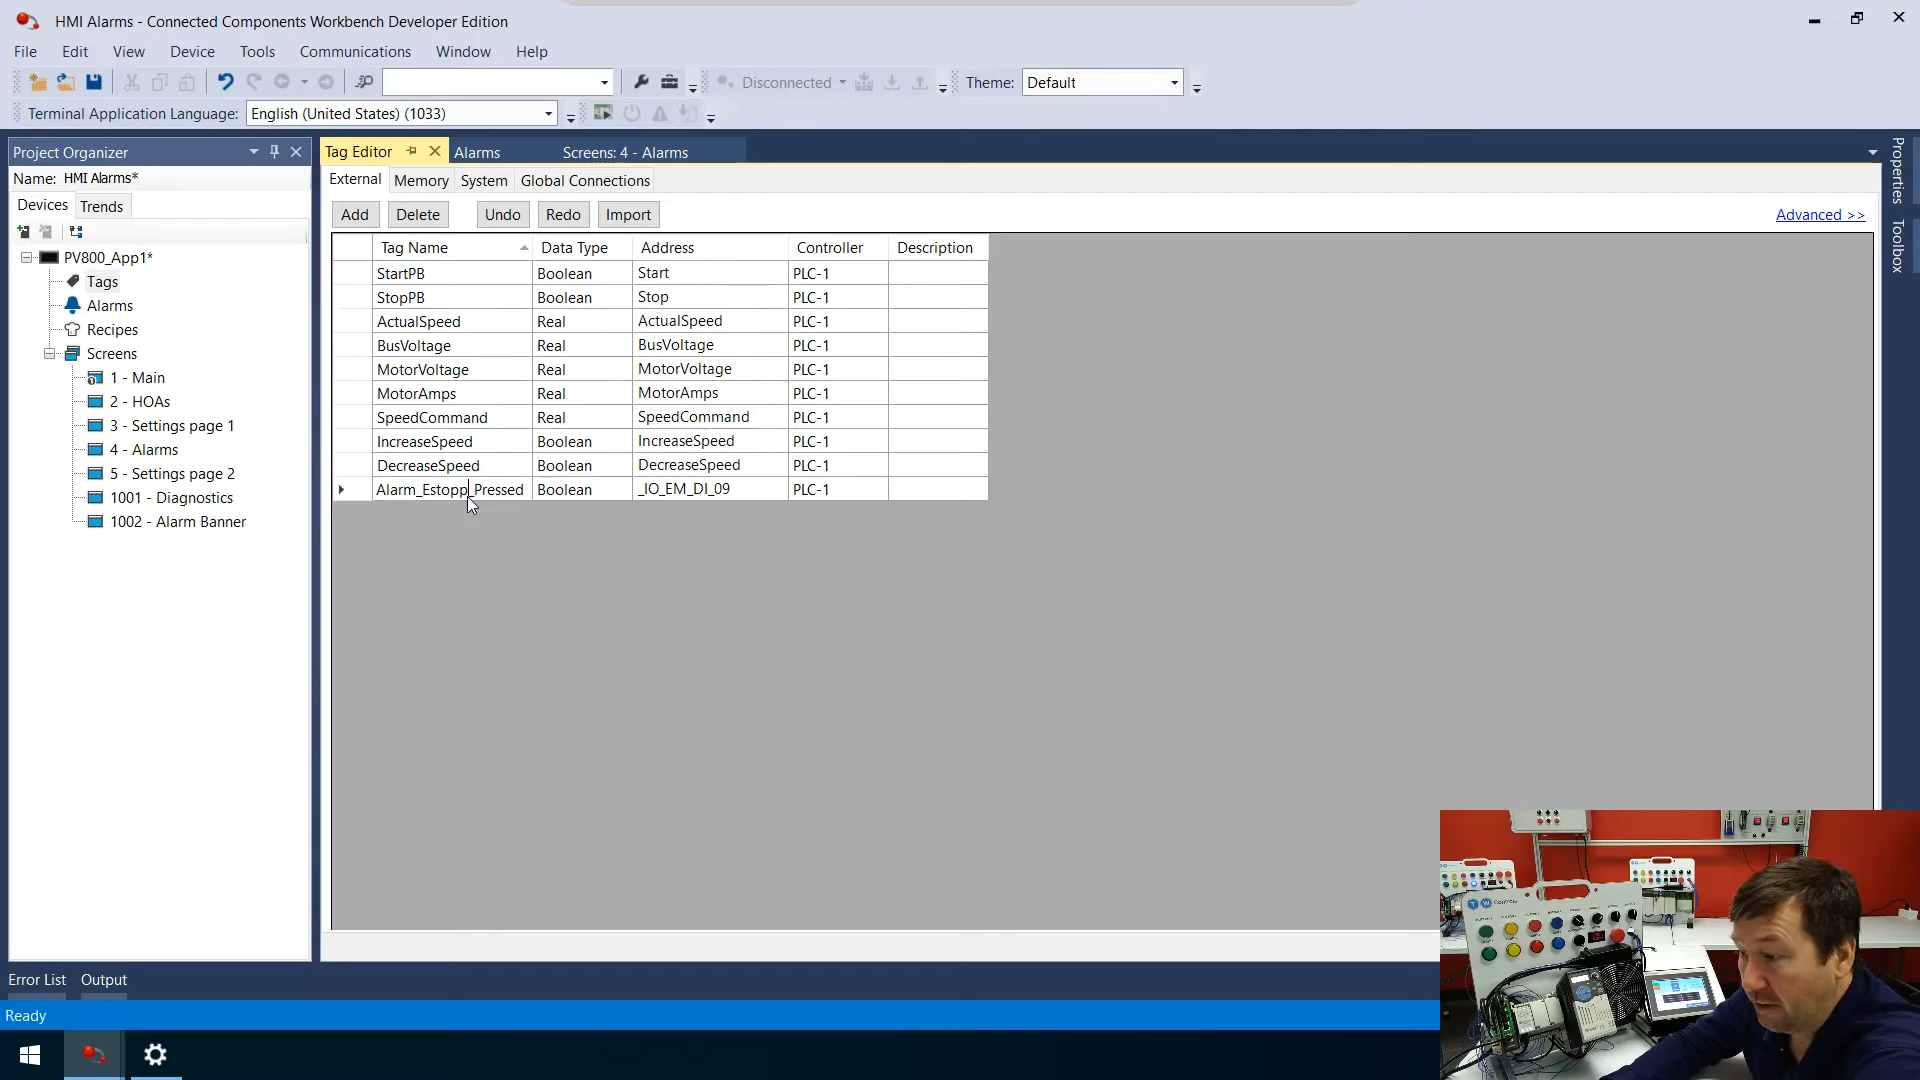 HMI Alarms - Connected Components Workbench Developer Edition
File Edit View Device Tools Communications Window Help
Disconnected Theme: Default
Terminal Application Language: English (United States) (1033)
Project Organizer
Name: HMI Alarms*
Devices Trends
PV800_App1*
Tags
Alarms
Recipes
Screens
1 - Main
2 - HOAs
3 - Settings page 1
4 - Alarms
5 - Settings page 2
1001 - Diagnostics
1002 - Alarm Banner
Tag Editor Alarms Screens: 4 - Alarms
External Memory System Global Connections
Add Delete Undo Redo Import Advanced >>
Tag Name Data Type Address Controller Description
StartPB Boolean Start PLC-1
StopPB Boolean Stop PLC-1
ActualSpeed Real ActualSpeed PLC-1
BusVoltage Real BusVoltage PLC-1
MotorVoltage Real MotorVoltage PLC-1
MotorAmps Real MotorAmps PLC-1
SpeedCommand Real SpeedCommand PLC-1
IncreaseSpeed Boolean IncreaseSpeed PLC-1
DecreaseSpeed Boolean DecreaseSpeed PLC-1
Alarm_Estopp_Pressed Boolean _IO_EM_DI_09 PLC-1
Properties
Toolbox
Error List Output
Ready
T W Controls